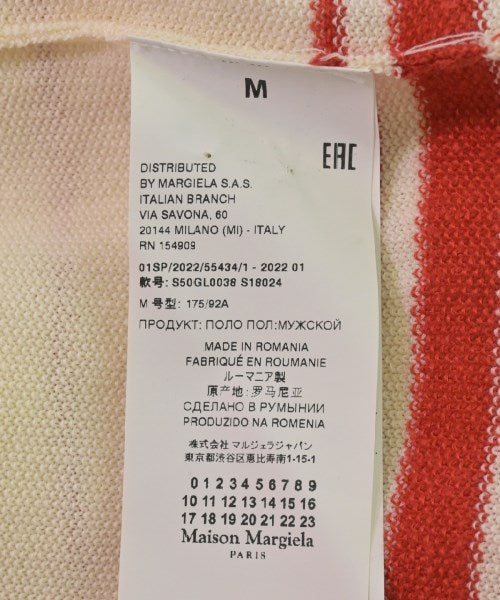 M
EAC
DISTRIBUTED
BY MARGIELA S.A.S.
ITALIAN BRANCH
VIA SAVONA, 60
20144 MILANO (MI) - ITALY
RN 154909
01SP/2022/55434/1 - 2022 01
款号: S50GL0038 S18024
M 号型: 175/92A
ПРОДУКТ: ПОЛО ПОЛ:МУЖСКОЙ
MADE IN ROMANIA
FABRIQUÉ EN ROUMANIE
ルーマニア製
原产地: 罗马尼亚
СДЕЛАНО В РУМЫНИИ
PRODUZIDO NA ROMENIA
株式会社 マルジェラジャパン
東京都渋谷区恵比寿南1-15-1
0 1 2 3 4 5 6 7 8 9
10 11 12 13 14 15 16
17 18 19 20 21 22 23
Maison Margiela
PARIS